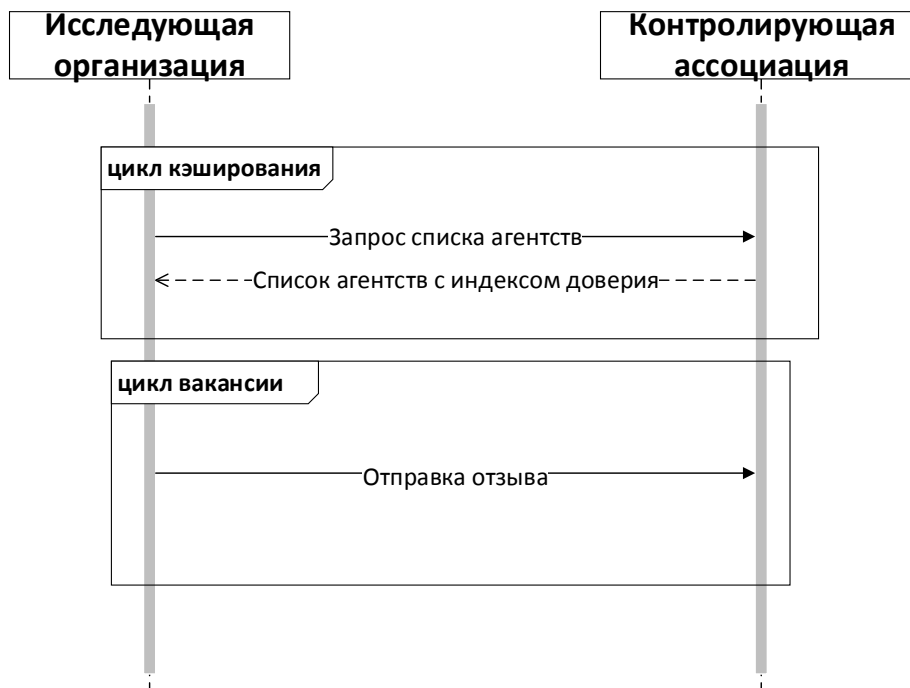 Исследующая
организация
Контролирующая
ассоциация
цикл кэширования
Запрос списка агентств
Список агентств с индексом доверия
цикл вакансии
Отправка отзыва